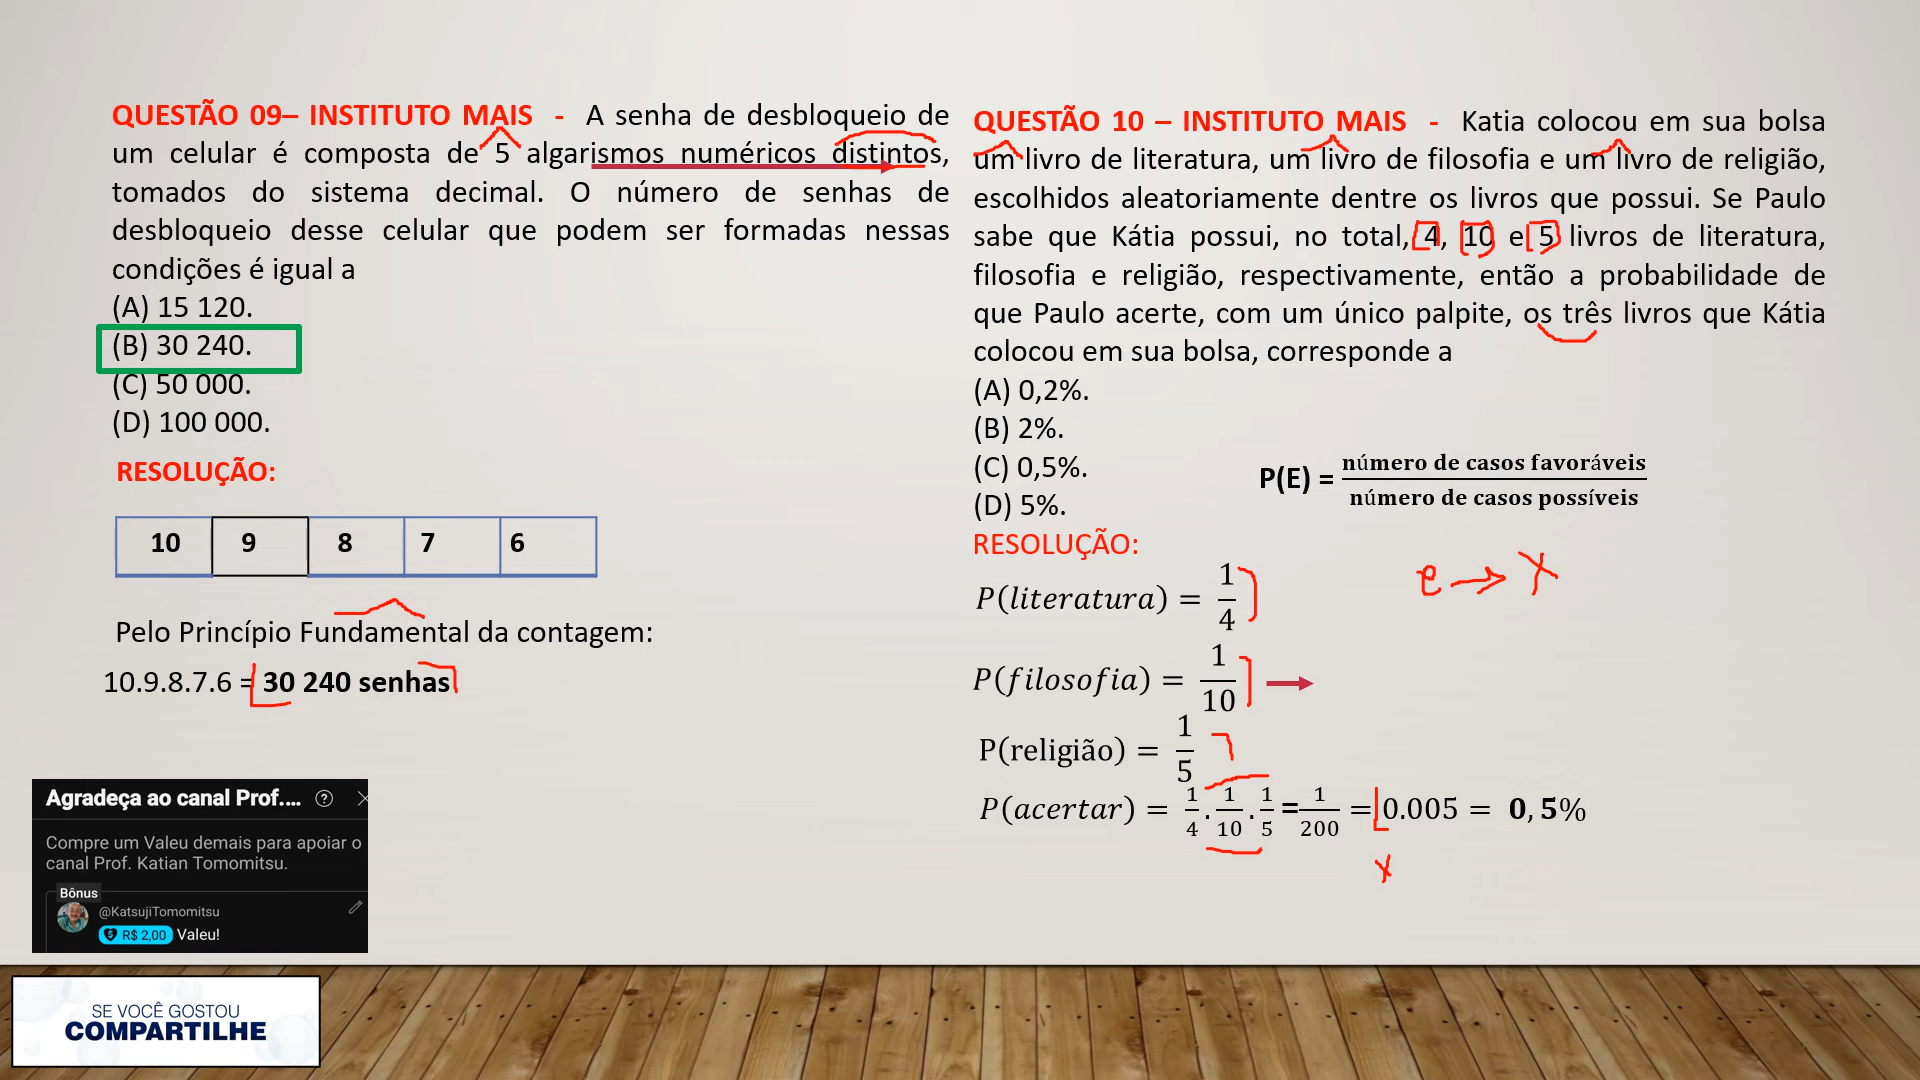 QUESTÃO 09– INSTITUTO MAIS - A senha de desbloqueio de
um celular é composta de 5 algarismos numéricos distintos,
tomados do sistema decimal. O número de senhas de
desbloqueio desse celular que podem ser formadas nessas
condições é igual a
(A) 15 120.
(B) 30 240.
(C) 50 000.
(D) 100 000.
RESOLUÇÃO:
10 9 8 7 6
Pelo Princípio Fundamental da contagem:
10.9.8.7.6 = 30 240 senhas
Agradeça ao canal Prof....
Compre um Valeu demais para apoiar o
canal Prof. Katian Tomomitsu.
Bônus
@KatsujiTomomitsu
R$ 2,00 Valeu!
SE VOCÊ GOSTOU
COMPARTILHE
QUESTÃO 10 – INSTITUTO MAIS - Katia colocou em sua bolsa
um livro de literatura, um livro de filosofia e um livro de religião,
escolhidos aleatoriamente dentre os livros que possui. Se Paulo
sabe que Kátia possui, no total, 4, 10 e 5 livros de literatura,
filosofia e religião, respectivamente, então a probabilidade de
que Paulo acerte, com um único palpite, os três livros que Kátia
colocou em sua bolsa, corresponde a
(A) 0,2%.
(B) 2%.
(C) 0,5%.
(D) 5%.
P(E) = número de casos favoráveis / número de casos possíveis
RESOLUÇÃO:
e → X
P(literatura) = 1/4
P(filosofia) = 1/10
P(religião) = 1/5
P(acertar) = 1/4 . 1/10 . 1/5 = 1/200 = 0.005 = 0,5%
x